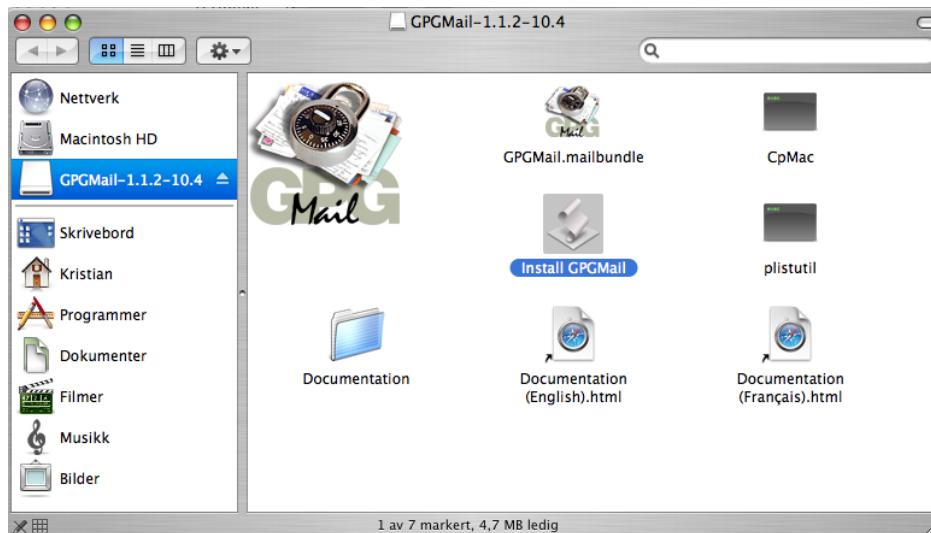 GPGMail-1.1.2-10.4
Nettverk
Macintosh HD
GPGMail-1.1.2-10.4
Skrivebord
Kristian
Programmer
Dokumenter
Filmer
Musikk
Bilder
GPG
Mail
GPG
Mail
GPGMail.mailbundle
CpMac
Install GPGMail
plistutil
Documentation
Documentation
(English).html
Documentation
(Français).html
1 av 7 markert, 4,7 MB ledig